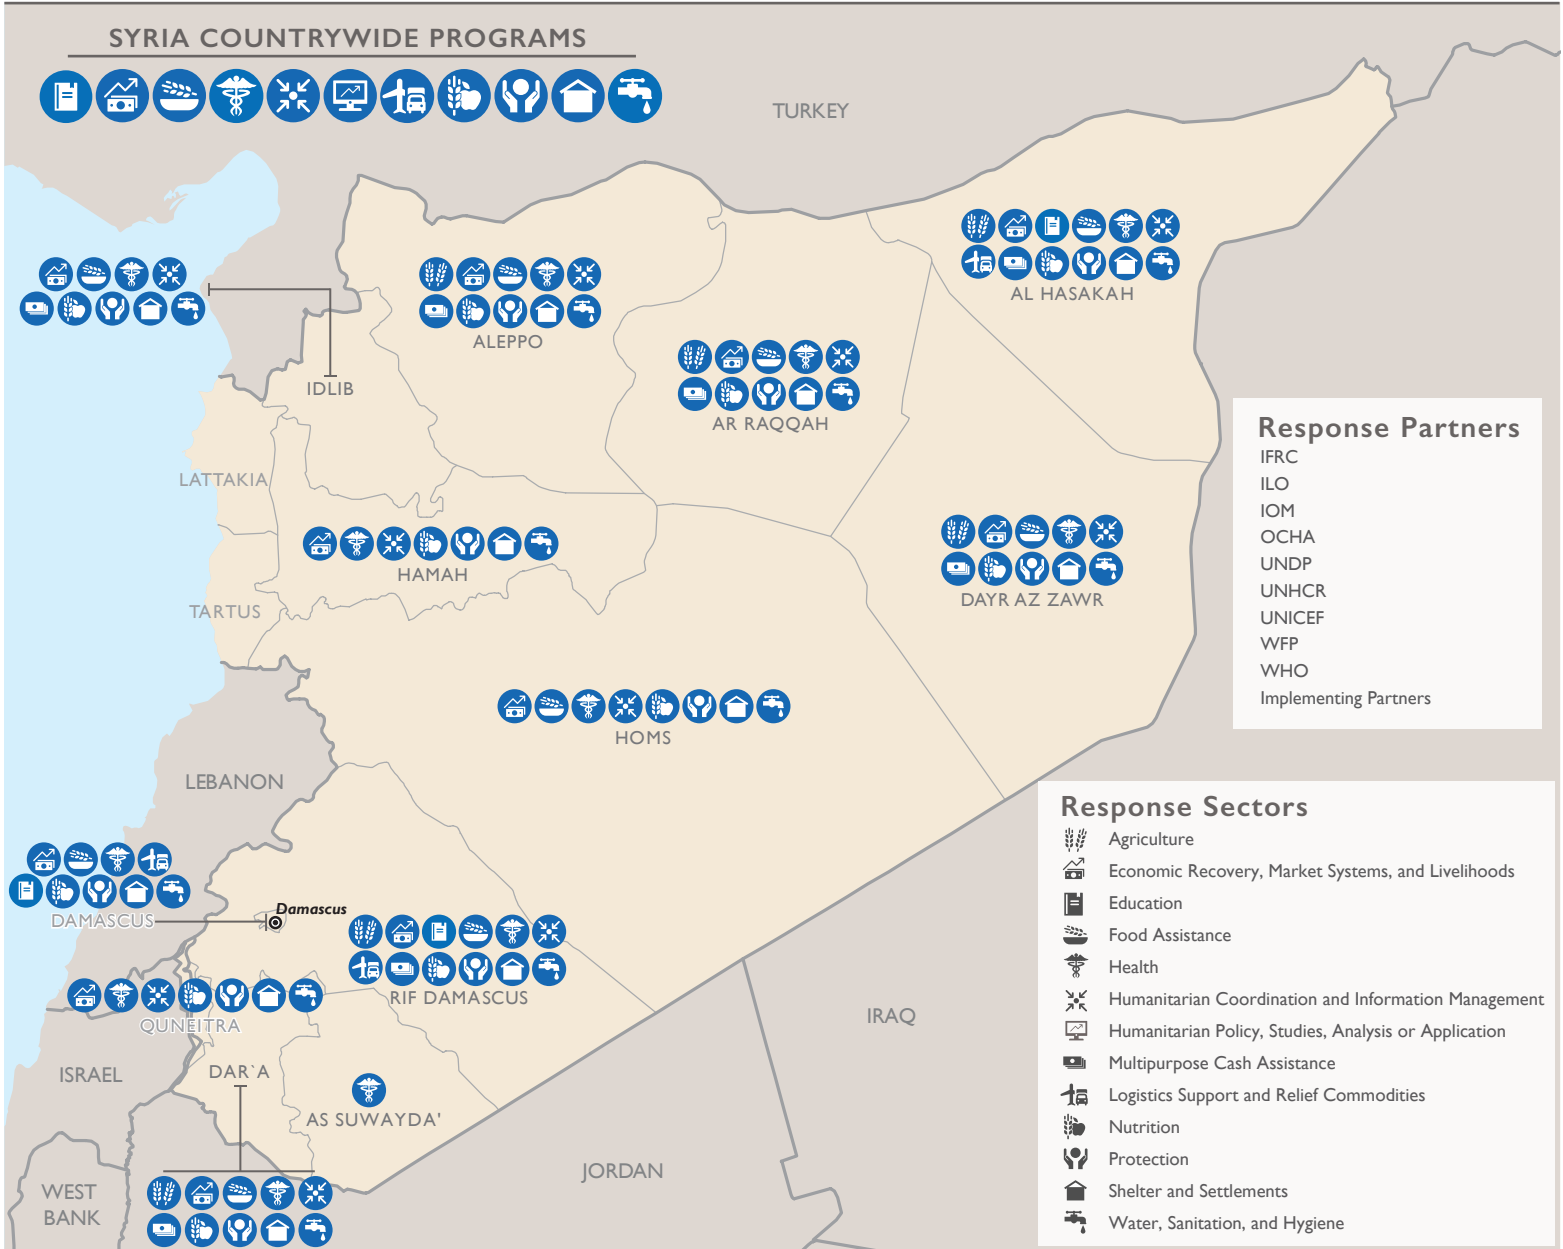 SYRIA COUNTRYWIDE PROGRAMS
TURKEY
AL HASAKAH
ALEPPO
IDLIB
AR RAQQAH
Response Partners
IFRC
ILO
IOM
OCHA
UNDP
UNHCR
UNICEF
WFP
WHO
Implementing Partners
LATTAKIA
HAMAH
DAYR AZ ZAWR
TARTUS
HOMS
LEBANON
Response Sectors
Agriculture
Economic Recovery, Market Systems, and Livelihoods
Education
Food Assistance
Health
Humanitarian Coordination and Information Management
Humanitarian Policy, Studies, Analysis or Application
Multipurpose Cash Assistance
Logistics Support and Relief Commodities
Nutrition
Protection
Shelter and Settlements
Water, Sanitation, and Hygiene
Damascus
DAMASCUS
RIF DAMASCUS
QUNEITRA
IRAQ
ISRAEL
DAR`A
AS SUWAYDA'
JORDAN
WEST
BANK